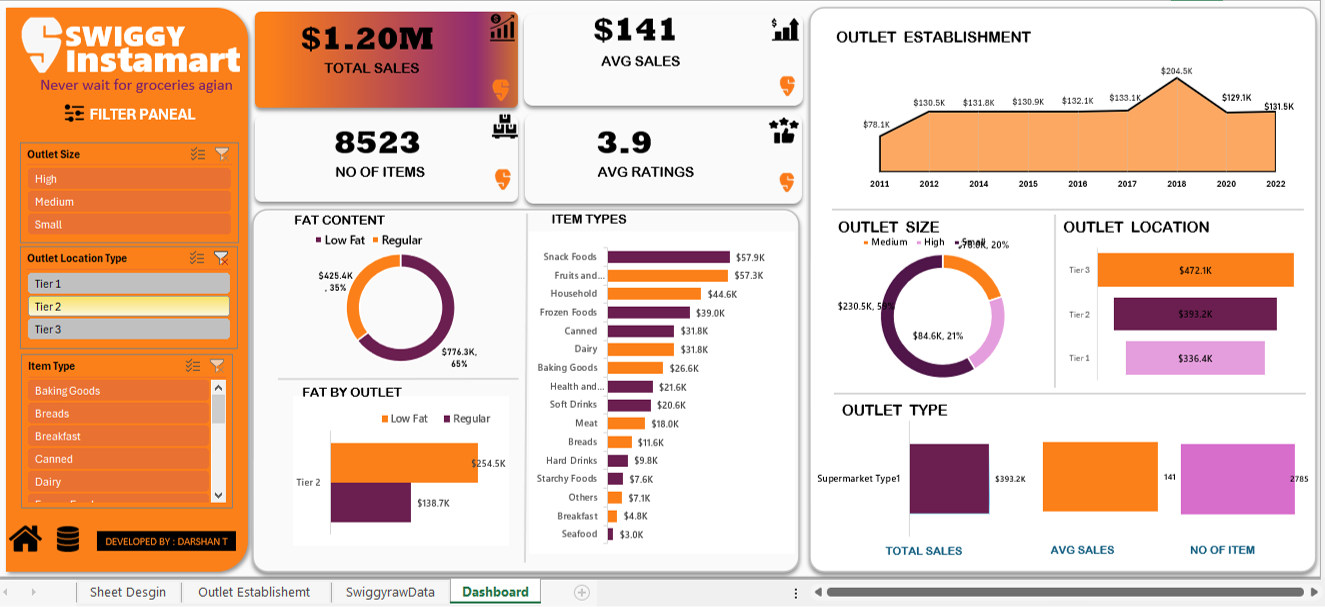 SWIGGY
Instamart
Never wait for groceries agian
FILTER PANEAL
Outlet Size
High
Medium
Small
Outlet Location Type
Tier 1
Tier 2
Tier 3
Item Type
Baking Goods
Breads
Breakfast
Canned
Dairy
DEVELOPED BY : DARSHAN T
$1.20M
TOTAL SALES
$141
AVG SALES
8523
NO OF ITEMS
3.9
AVG RATINGS
FAT CONTENT
Low Fat Regular
$425.4K
, 35%
$776.3K,
65%
FAT BY OUTLET
Low Fat Regular
Tier 2
$254.5K
$138.7K
ITEM TYPES
Snack Foods $57.9K
Fruits and... $57.3K
Household $44.6K
Frozen Foods $39.0K
Canned $31.8K
Dairy $31.8K
Baking Goods $26.6K
Health and... $21.6K
Soft Drinks $20.6K
Meat $18.0K
Breads $11.6K
Hard Drinks $9.8K
Starchy Foods $7.6K
Others $7.1K
Breakfast $4.8K
Seafood $3.0K
OUTLET ESTABLISHMENT
$78.1K $130.5K $131.8K $130.9K $132.1K $133.1K $204.5K $129.1K $131.5K
2011 2012 2014 2015 2016 2017 2018 2020 2022
OUTLET SIZE
Medium High Small
20%
$230.5K, 59%
$84.6K, 21%
OUTLET LOCATION
Tier 3 $472.1K
Tier 2 $393.2K
Tier 1 $336.4K
OUTLET TYPE
Supermarket Type1 $393.2K 141 2785
TOTAL SALES AVG SALES NO OF ITEM
Sheet Desgin Outlet Establishemt SwiggyrawData Dashboard